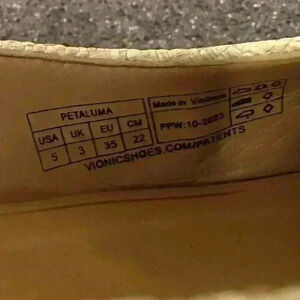 PETALUMA
USA UK EU CM
5 3 35 22
Made in Vietnam
PPW:10-2023
VIONICSHOES.COM/PATENTS